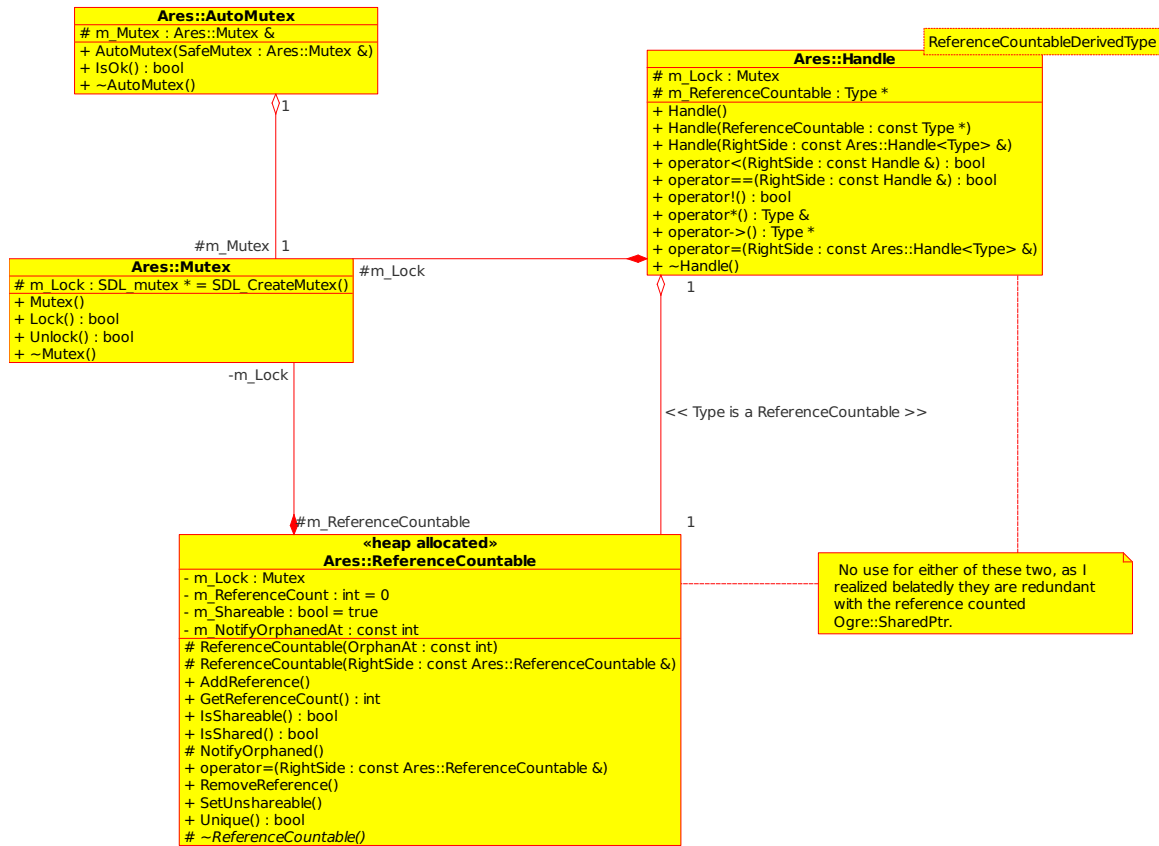 Ares::AutoMutex
# m_Mutex : Ares::Mutex &
+ AutoMutex(SafeMutex : Ares::Mutex &)
+ IsOk() : bool
+ ~AutoMutex()
1
#m_Mutex
1
ReferenceCountableDerivedType
Ares::Handle
# m_Lock : Mutex
# m_ReferenceCountable : Type *
+ Handle()
+ Handle(ReferenceCountable : const Type *)
+ Handle(RightSide : const Ares::Handle<Type> &)
+ operator<(RightSide : const Handle &) : bool
+ operator==(RightSide : const Handle &) : bool
+ operator!() : bool
+ operator*() : Type &
+ operator->() : Type *
+ operator=(RightSide : const Ares::Handle<Type> &)
+ ~Handle()
Ares::Mutex
# m_Lock : SDL_mutex * = SDL_CreateMutex()
+ Mutex()
+ Lock() : bool
+ Unlock() : bool
+ ~Mutex()
#m_Lock
1
-m_Lock
<< Type is a ReferenceCountable >>
#m_ReferenceCountable
1
«heap allocated»
Ares::ReferenceCountable
- m_Lock : Mutex
- m_ReferenceCount : int = 0
- m_Shareable : bool = true
- m_NotifyOrphanedAt : const int
# ReferenceCountable(OrphanAt : const int)
# ReferenceCountable(RightSide : const Ares::ReferenceCountable &)
+ AddReference()
+ GetReferenceCount() : int
+ IsShareable() : bool
+ IsShared() : bool
# NotifyOrphaned()
+ operator=(RightSide : const Ares::ReferenceCountable &)
+ RemoveReference()
+ SetUnshareable()
+ Unique() : bool
# ~ReferenceCountable()
No use for either of these two, as I
realized belatedly they are redundant
with the reference counted
Ogre::SharedPtr.